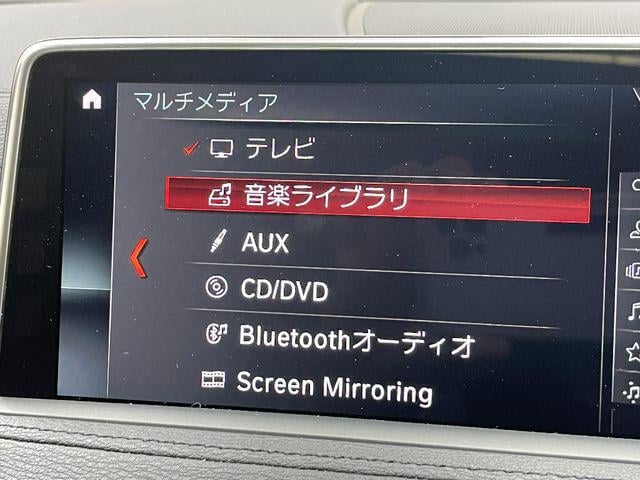 マルチメディア
テレビ
音楽ライブラリ
AUX
CD/DVD
Bluetoothオーディオ
Screen Mirroring